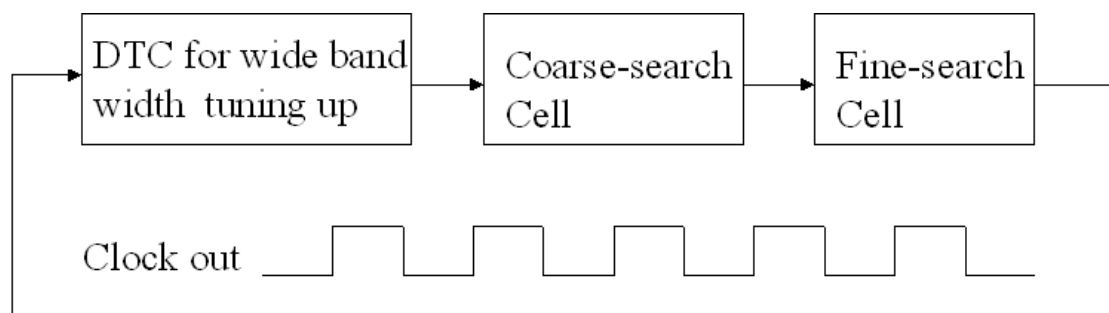 DTC for wide band
width tuning up
Coarse-search
Cell
Fine-search
Cell
Clock out